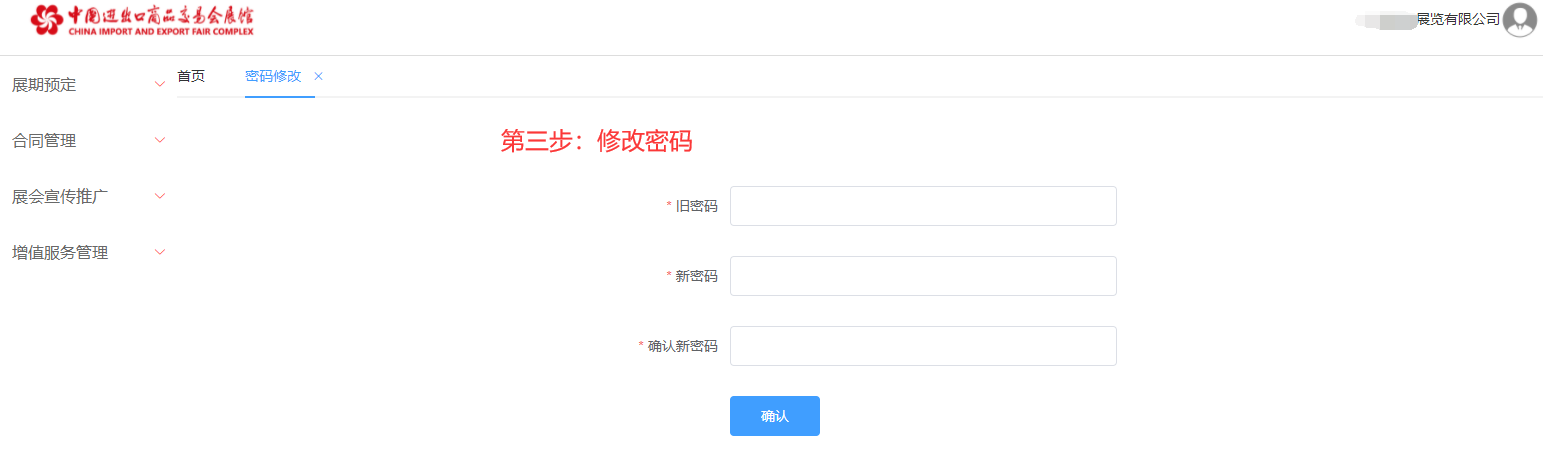 中国进出口商品交易会展馆
CHINA IMPORT AND EXPORT FAIR COMPLEX
展览有限公司
首页
密码修改
展期预定
合同管理
展会宣传推广
增值服务管理
第三步：修改密码
* 旧密码
* 新密码
* 确认新密码
确认